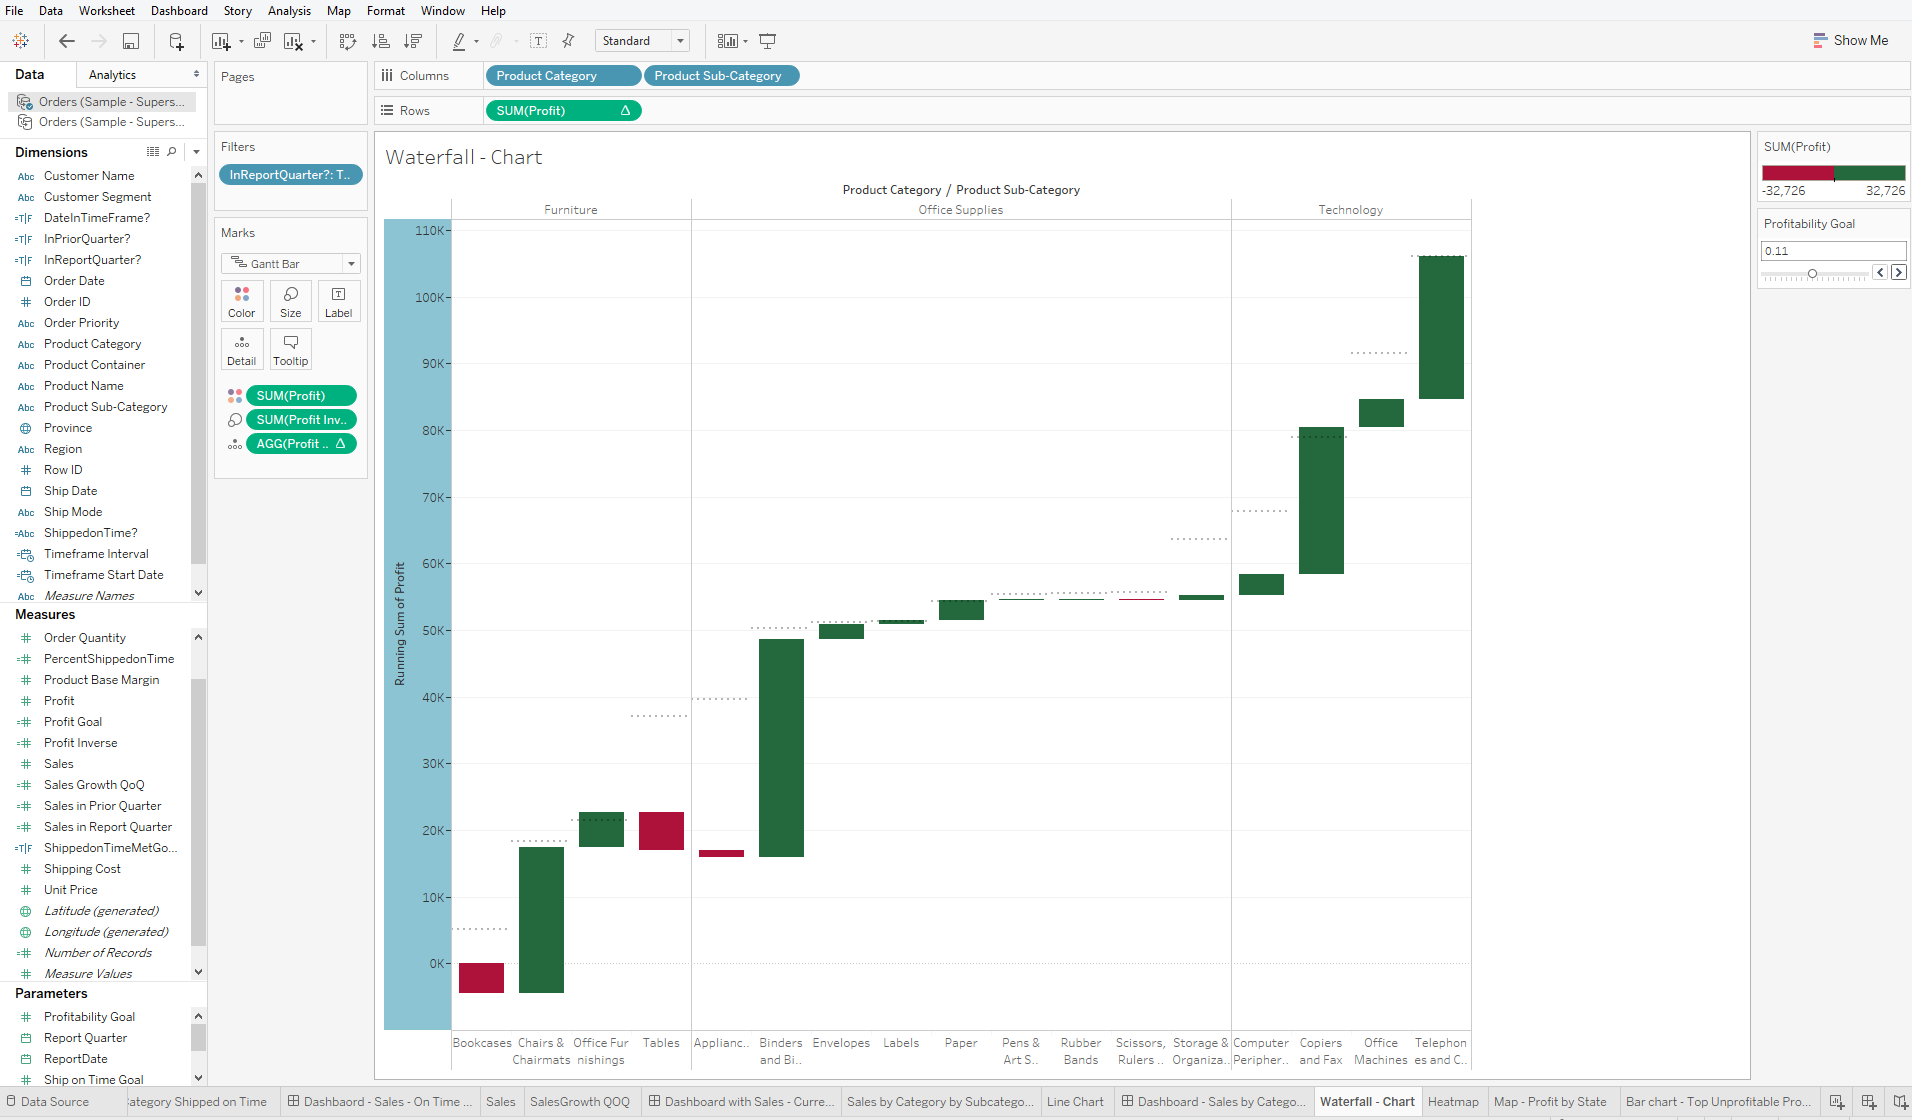 File Data Worksheet Dashboard Story Analysis Map Format Window Help
Standard
Show Me
Data Analytics
Orders (Sample - Supers...
Orders (Sample - Supers...
Dimensions
Abc Customer Name
Abc Customer Segment
=T|F DateInTimeFrame?
=T|F InPriorQuarter?
=T|F InReportQuarter?
Order Date
# Order ID
Abc Order Priority
Abc Product Category
Abc Product Container
Abc Product Name
Abc Product Sub-Category
Province
Abc Region
# Row ID
Ship Date
Abc Ship Mode
=Abc ShippedonTime?
Timeframe Interval
Timeframe Start Date
Abc Measure Names
Measures
# Order Quantity
=# PercentShippedonTime
# Product Base Margin
# Profit
=# Profit Goal
=# Profit Inverse
# Sales
=# Sales Growth QoQ
=# Sales in Prior Quarter
=# Sales in Report Quarter
=T|F ShippedonTimeMetGo...
# Shipping Cost
# Unit Price
Latitude (generated)
Longitude (generated)
=# Number of Records
# Measure Values
Parameters
# Profitability Goal
Report Quarter
ReportDate
# Ship on Time Goal
Pages
Filters
InReportQuarter?: T..
Marks
Gantt Bar
Color Size Label
Detail Tooltip
SUM(Profit)
SUM(Profit Inv..
AGG(Profit .. Δ
Columns Product Category Product Sub-Category
Rows SUM(Profit) Δ
Waterfall - Chart
Product Category / Product Sub-Category
Furniture Office Supplies Technology
110K
100K
90K
80K
70K
60K
50K
40K
30K
20K
10K
0K
Running Sum of Profit
Bookcases
Chairs &
Chairmats
Office Fur
nishings
Tables
Applianc..
Binders
and Bi..
Envelopes
Labels
Paper
Pens &
Art S..
Rubber
Bands
Scissors,
Rulers ..
Storage &
Organiza..
Computer
Peripher..
Copiers
and Fax
Office
Machines
Telephon
es and C..
SUM(Profit)
-32,726 32,726
Profitability Goal
0.11
Data Source ategory Shipped on Time Dashbaord - Sales - On Time ... Sales SalesGrowth QOQ Dashboard with Sales - Curre... Sales by Category by Subcatego... Line Chart Dashboard - Sales by Catego... Waterfall - Chart Heatmap Map - Profit by State Bar chart - Top Unprofitable Pro...